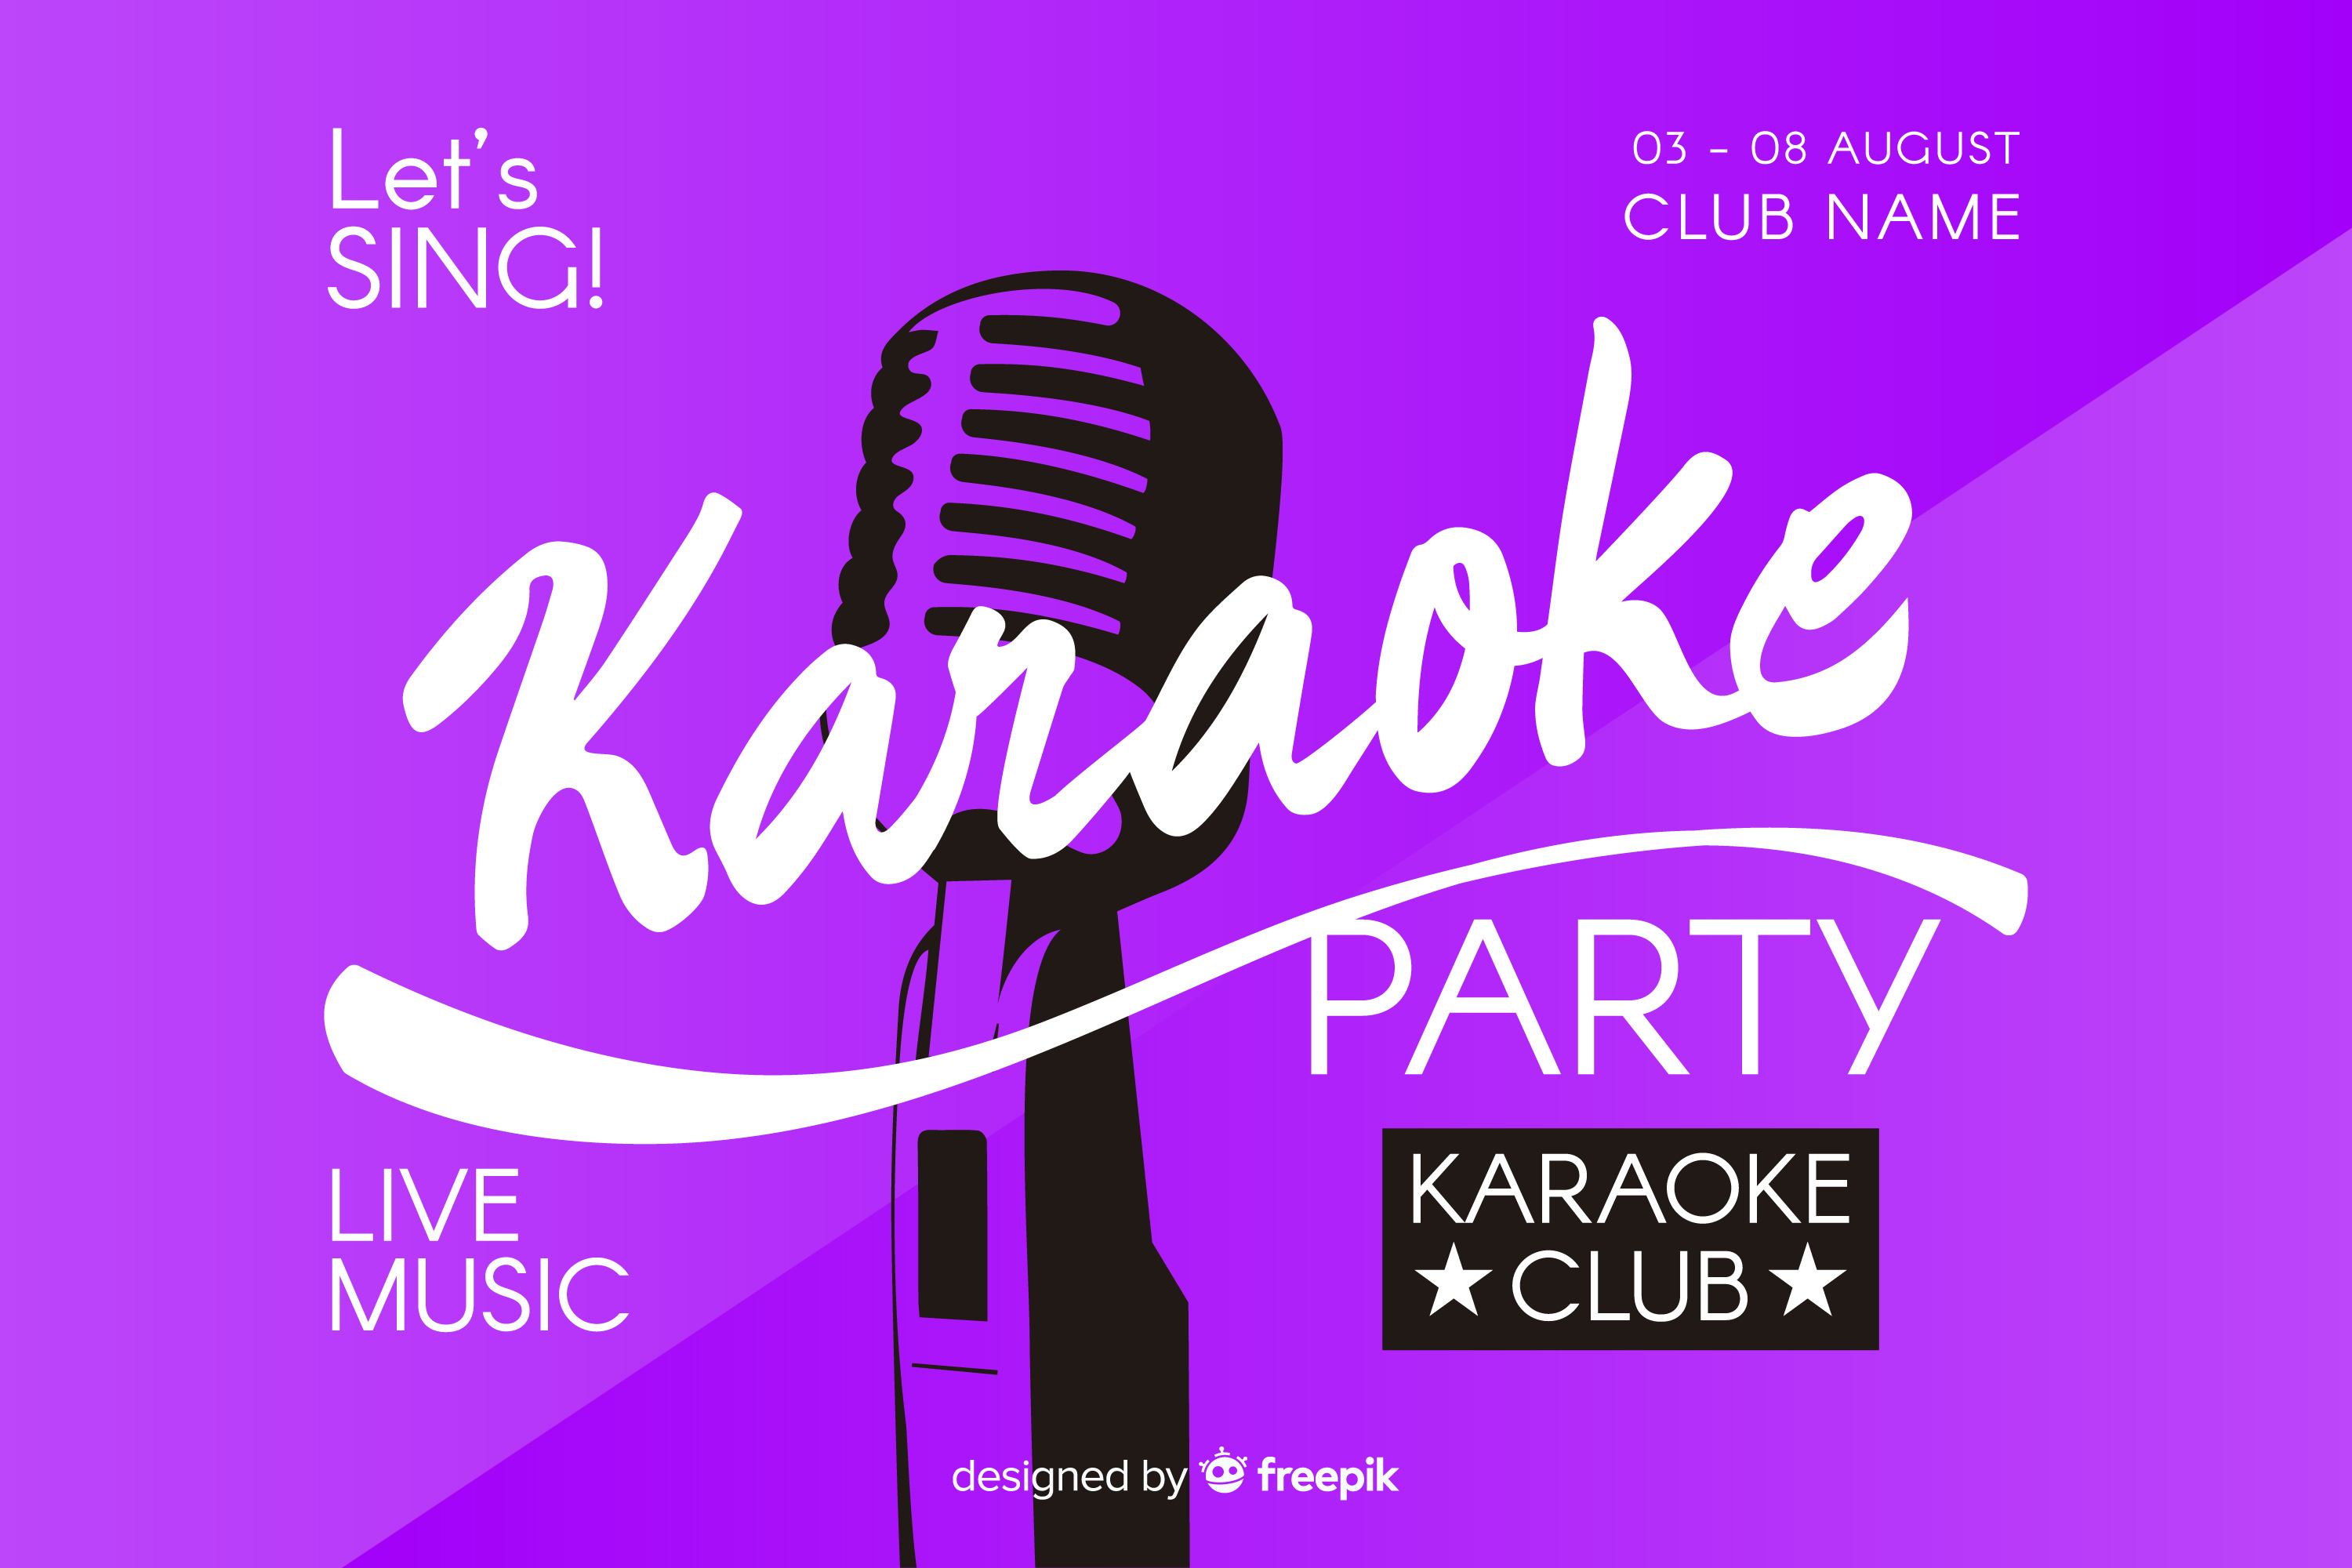 Let's
SING!
03 - 08 AUGUST
CLUB NAME
Karaoke
PARTY
LIVE
MUSIC
KARAOKE
★ CLUB ★
designed by freepik